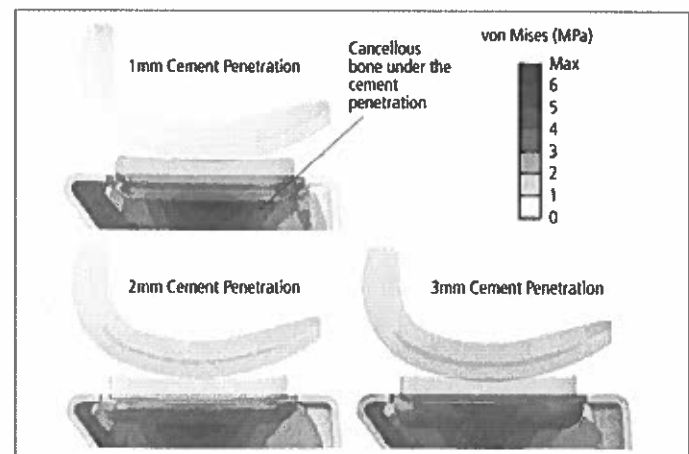 1mm Cement Penetration
Cancellous
bone under the
cement
penetration
von Mises (MPa)
Max
6
5
4
3
2
1
0
2mm Cement Penetration
3mm Cement Penetration